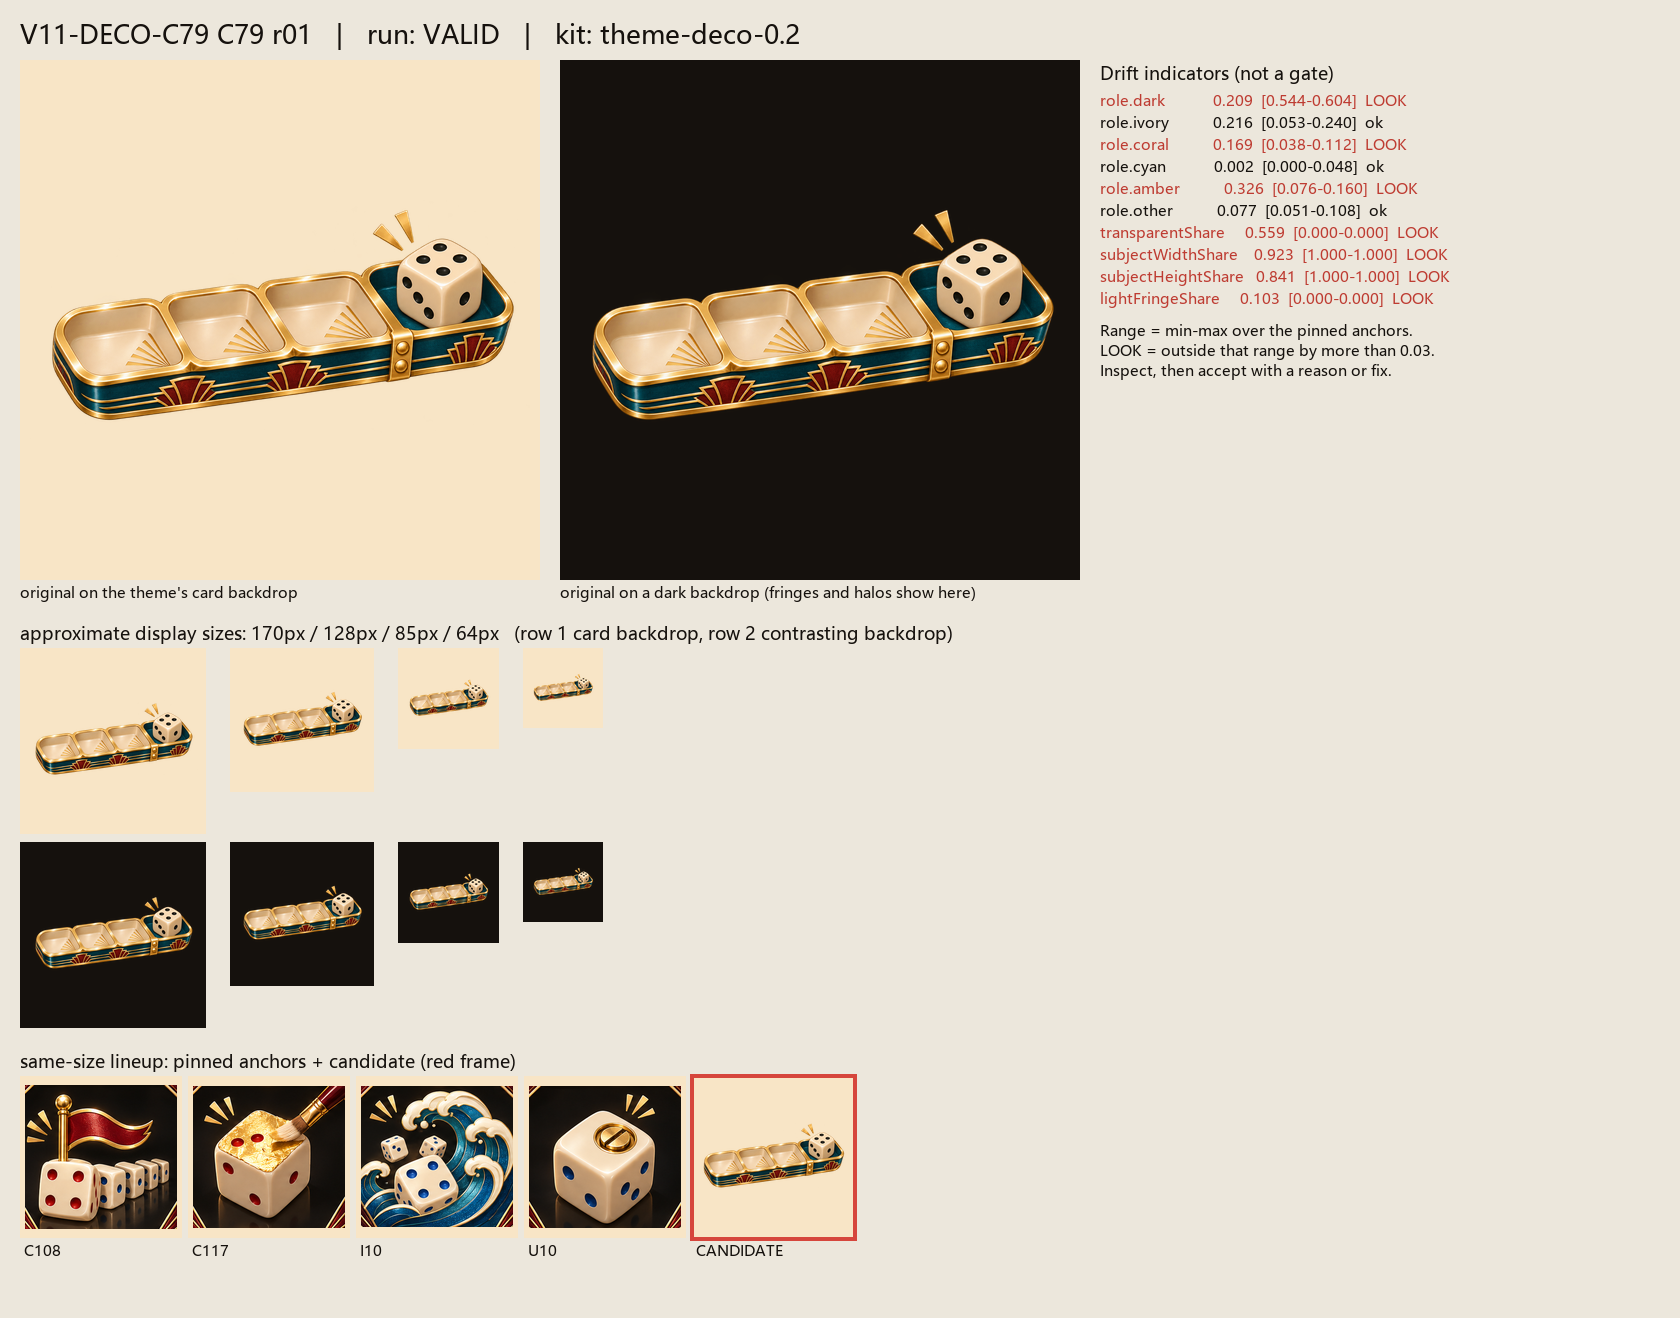 V11-DECO-C79 C79 r01 | run: VALID | kit: theme-deco-0.2
Drift indicators (not a gate)
role.dark 0.209 [0.544-0.604] LOOK
role.ivory 0.216 [0.053-0.240] ok
role.coral 0.169 [0.038-0.112] LOOK
role.cyan 0.002 [0.000-0.048] ok
role.amber 0.326 [0.076-0.160] LOOK
role.other 0.077 [0.051-0.108] ok
transparentShare 0.559 [0.000-0.000] LOOK
subjectWidthShare 0.923 [1.000-1.000] LOOK
subjectHeightShare 0.841 [1.000-1.000] LOOK
lightFringeShare 0.103 [0.000-0.000] LOOK
Range = min-max over the pinned anchors.
LOOK = outside that range by more than 0.03.
Inspect, then accept with a reason or fix.
original on the theme's card backdrop
original on a dark backdrop (fringes and halos show here)
approximate display sizes: 170px / 128px / 85px / 64px (row 1 card backdrop, row 2 contrasting backdrop)
same-size lineup: pinned anchors + candidate (red frame)
C108
C117
I10
U10
CANDIDATE